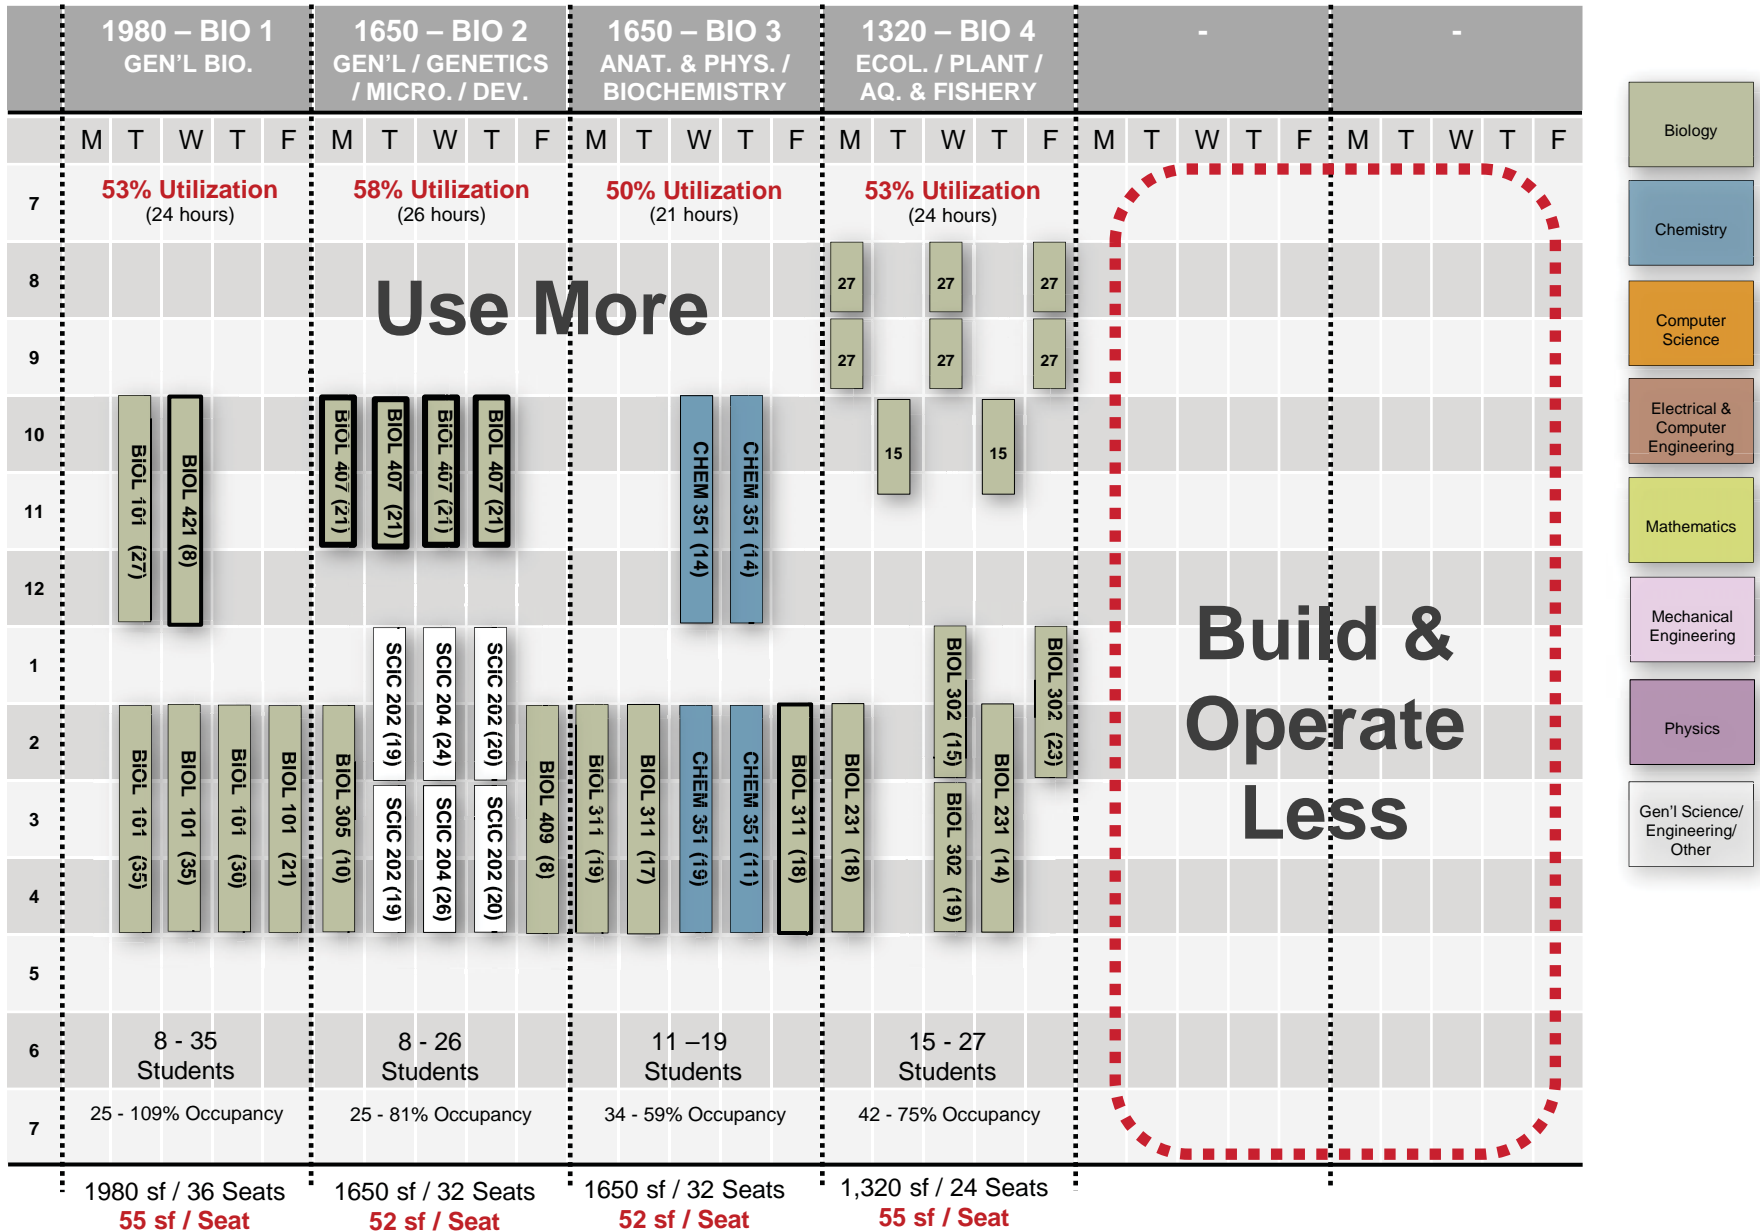 1980 – BIO 1
GEN'L BIO.
1650 – BIO 2
GEN'L / GENETICS
/ MICRO. / DEV.
1650 – BIO 3
ANAT. & PHYS. /
BIOCHEMISTRY
1320 – BIO 4
ECOL. / PLANT /
AQ. & FISHERY
-
-
M T W T F M T W T F M T W T F M T W T F M T W T F M T W T F
7
53% Utilization
(24 hours)
58% Utilization
(26 hours)
50% Utilization
(21 hours)
53% Utilization
(24 hours)
Use More
8
27
27
27
9
27
27
27
10
11
12
BIOL 101 (27)
BIOL 421 (8)
BIOL 407 (21)
BIOL 407 (21)
BIOL 407 (21)
BIOL 407 (21)
CHEM 351 (14)
CHEM 351 (14)
15
15
1
2
3
4
BIOL 101 (35)
BIOL 101 (35)
BIOL 101 (30)
BIOL 101 (21)
BIOL 305 (10)
SCIC 202 (19)
SCIC 204 (24)
SCIC 202 (20)
SCIC 202 (19)
SCIC 204 (26)
SCIC 202 (20)
BIOL 409 (8)
BIOL 311 (19)
BIOL 311 (17)
CHEM 351 (19)
CHEM 351 (11)
BIOL 311 (18)
BIOL 231 (18)
BIOL 302 (15)
BIOL 302 (19)
BIOL 231 (14)
BIOL 302 (23)
Build &
Operate
Less
5
6
8 - 35
Students
8 - 26
Students
11 –19
Students
15 - 27
Students
7
25 - 109% Occupancy
25 - 81% Occupancy
34 - 59% Occupancy
42 - 75% Occupancy
1980 sf / 36 Seats
55 sf / Seat
1650 sf / 32 Seats
52 sf / Seat
1650 sf / 32 Seats
52 sf / Seat
1,320 sf / 24 Seats
55 sf / Seat
Biology
Chemistry
Computer
Science
Electrical &
Computer
Engineering
Mathematics
Mechanical
Engineering
Physics
Gen'l Science/
Engineering/
Other